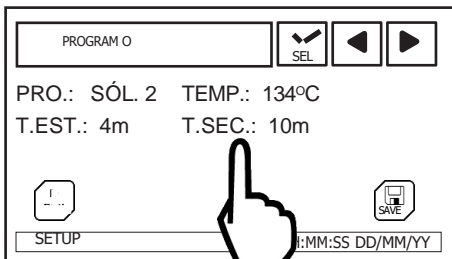 PROGRAM O
SEL
PRO.: SÓL. 2 TEMP.: 134ºC
T.EST.: 4m T.SEC.: 10m
SAVE
SETUP :MM:SS DD/MM/YY